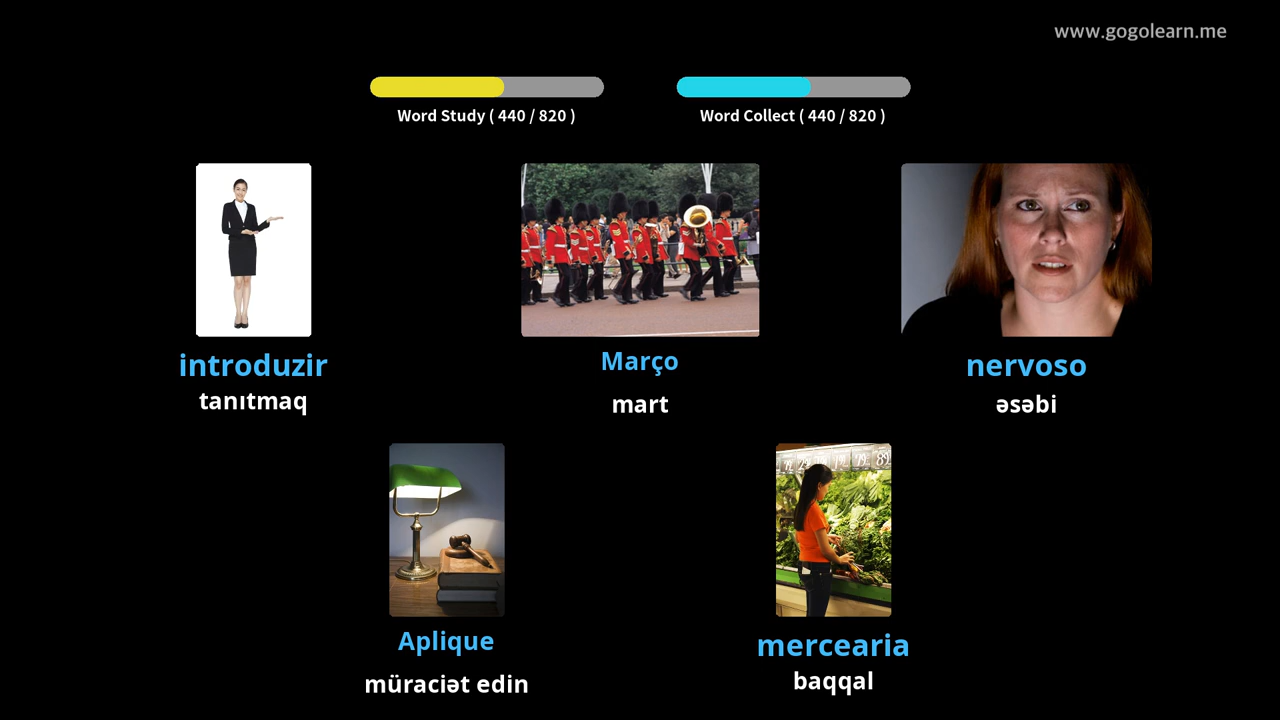 www.gogolearn.me
Word Study ( 440 / 820 )
Word Collect ( 440 / 820 )
introduzir
tanıtmaq
Março
mart
nervoso
əsəbi
Aplique
müraciət edin
mercearia
baqqal